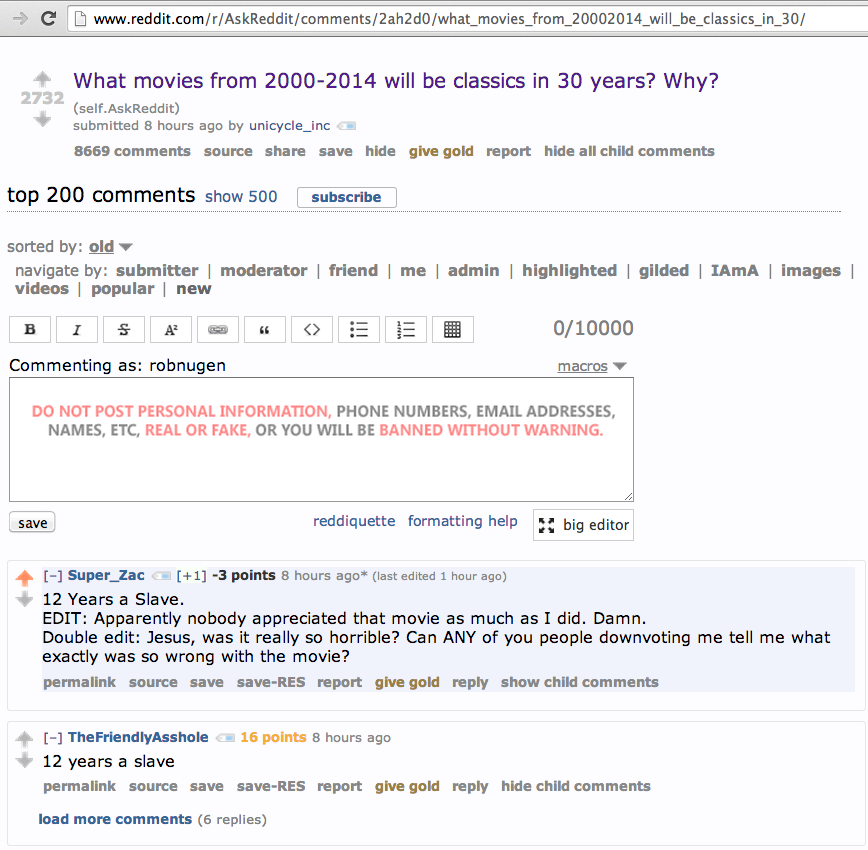 www.reddit.com/r/AskReddit/comments/2ah2d0/what_movies_from_20002014_will_be_classics_in_30/
What movies from 2000-2014 will be classics in 30 years? Why?
2732
(self.AskReddit)
submitted 8 hours ago by unicycle_inc
8669 comments source share save hide give gold report hide all child comments
top 200 comments show 500 subscribe
sorted by: old
navigate by: submitter | moderator | friend | me | admin | highlighted | gilded | IAmA | images |
videos | popular | new
B I S A² “ <> 0/10000
Commenting as: robnugen macros
DO NOT POST PERSONAL INFORMATION, PHONE NUMBERS, EMAIL ADDRESSES,
NAMES, ETC, REAL OR FAKE, OR YOU WILL BE BANNED WITHOUT WARNING.
save reddiquette formatting help big editor
[–] Super_Zac [+1] -3 points 8 hours ago* (last edited 1 hour ago)
12 Years a Slave.
EDIT: Apparently nobody appreciated that movie as much as I did. Damn.
Double edit: Jesus, was it really so horrible? Can ANY of you people downvoting me tell me what
exactly was so wrong with the movie?
permalink source save save-RES report give gold reply show child comments
[–] TheFriendlyAsshole 16 points 8 hours ago
12 years a slave
permalink source save save-RES report give gold reply hide child comments
load more comments (6 replies)